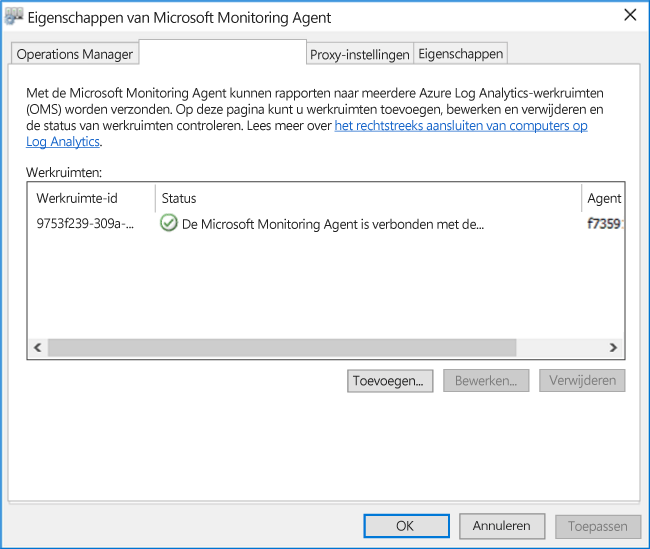 Eigenschappen van Microsoft Monitoring Agent
Operations Manager
Proxy-instellingen
Eigenschappen
Met de Microsoft Monitoring Agent kunnen rapporten naar meerdere Azure Log Analytics-werkruimten
(OMS) worden verzonden. Op deze pagina kunt u werkruimten toevoegen, bewerken en verwijderen en
de status van werkruimten controleren. Lees meer over het rechtstreeks aansluiten van computers op
Log Analytics.
Werkruimten:
Werkruimte-id Status Agent
9753f239-309a-... De Microsoft Monitoring Agent is verbonden met de... f7359
Toevoegen... Bewerken... Verwijderen
OK Annuleren Toepassen